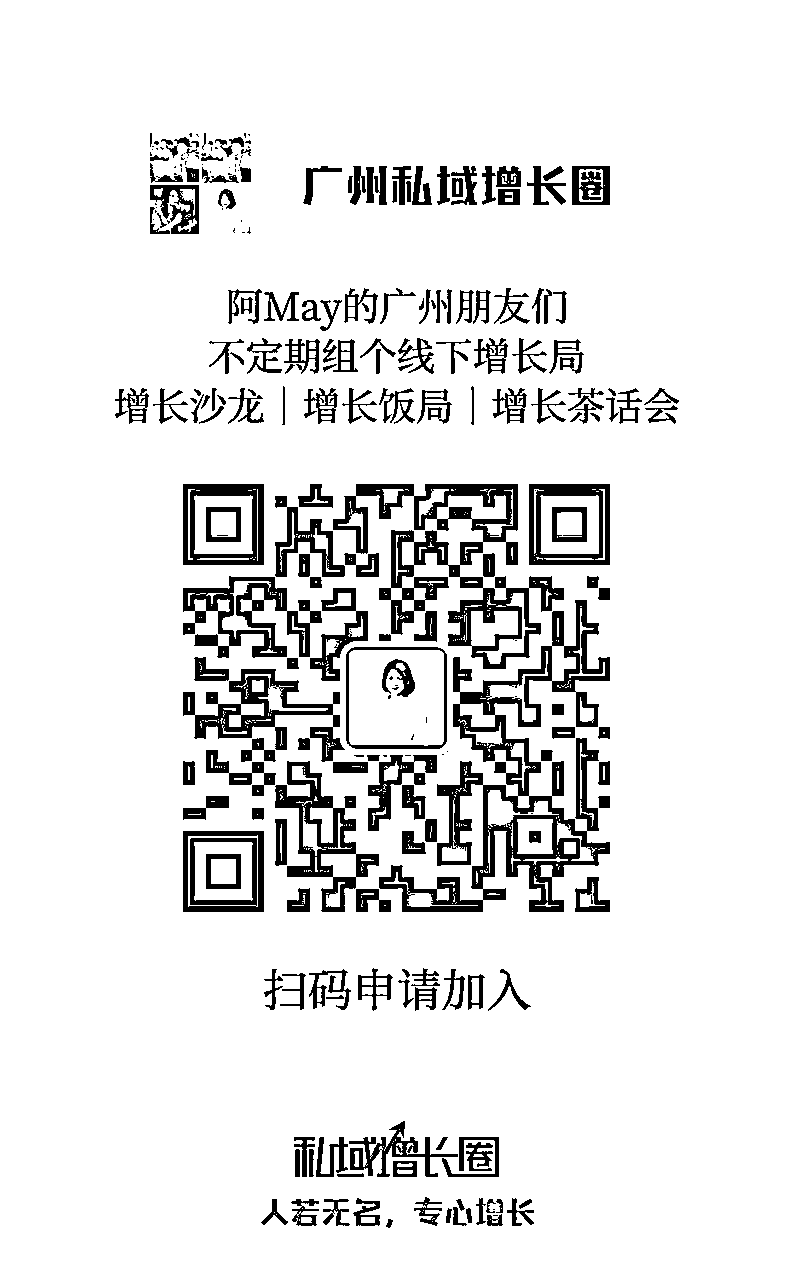 广州私域增长圈
阿May的广州朋友们
不定期组个线下增长局
增长沙龙｜增长饭局｜增长茶话会
扫码申请加入
私域增长圈
人若无名，专心增长